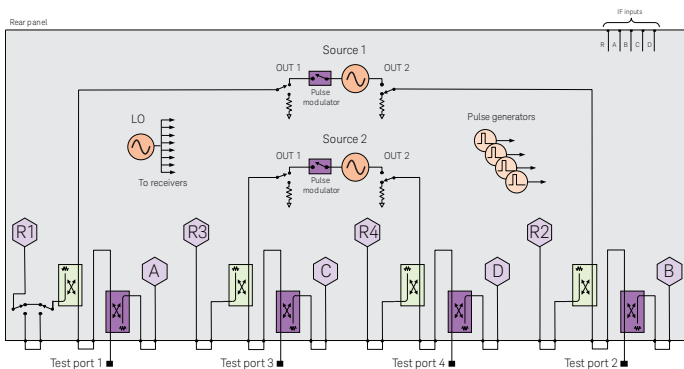 IF inputs
Rear panel
R A B C D
Source 1
OUT 1
OUT 2
Pulse
modulator
LO
To receivers
Pulse generators
Source 2
OUT 1
OUT 2
Pulse
modulator
R1
R3
R4
R2
A
C
D
B
Test port 1
Test port 3
Test port 4
Test port 2